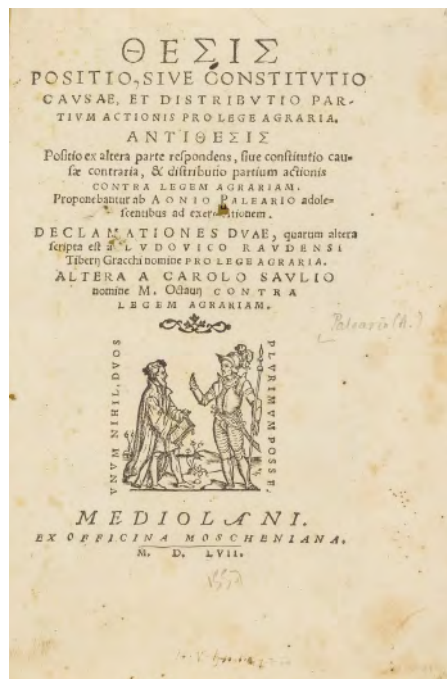 ΘΕΣΙΣ
POSITIO, SIVE CONSTITVTIO
CAVSAE, ET DISTRIBVTIO PAR-
TIVM ACTIONIS PRO LEGE AGRARIA.
ΑΝΤΙΘΕΣΙΣ
Poſitio ex altera parte reſpondens, ſiue conſtitutio cau-
ſæ contraria, & diſtributio partium actionis
CONTRA LEGEM AGRARIAM.
Proponebantur ab AONIO PALEARIO adole-
ſcentibus ad exercitationem.
DECLAMATIONES DVAE, quarum altera
ſcripta eſt a LVDOVICO RAVDENSI
Tiberij Gracchi nomine PRO LEGE AGRARIA.
ALTERA A CAROLO SAVLIO
nomine M. Octauij CONTRA
LEGEM AGRARIAM.
Paleario (A.)
VNVM NIHIL, DVOS
PLVRIMVM POSSE,
MEDIOLANI.
EX OFFICINA MOSCHENIANA.
M. D. LVII.